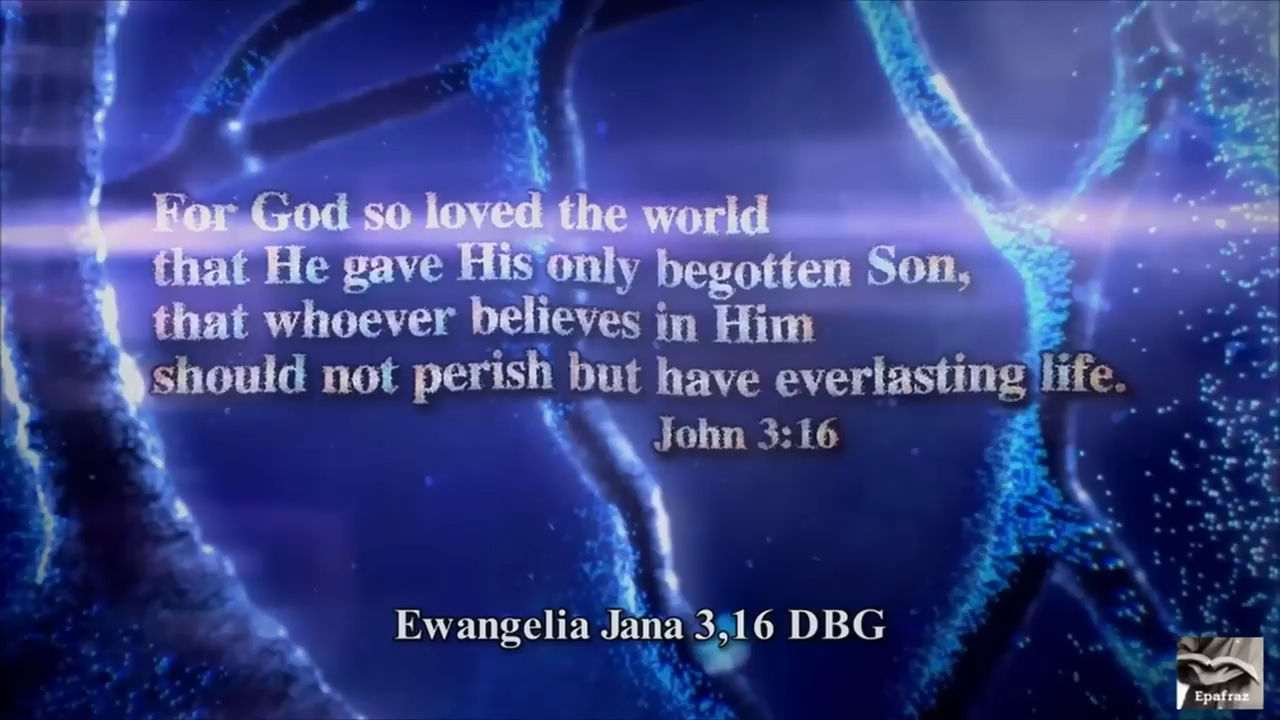 For God so loved the world
that He gave His only begotten Son,
that whoever believes in Him
should not perish but have everlasting life.
John 3:16
Ewangelia Jana 3,16 DBG
Epafraz